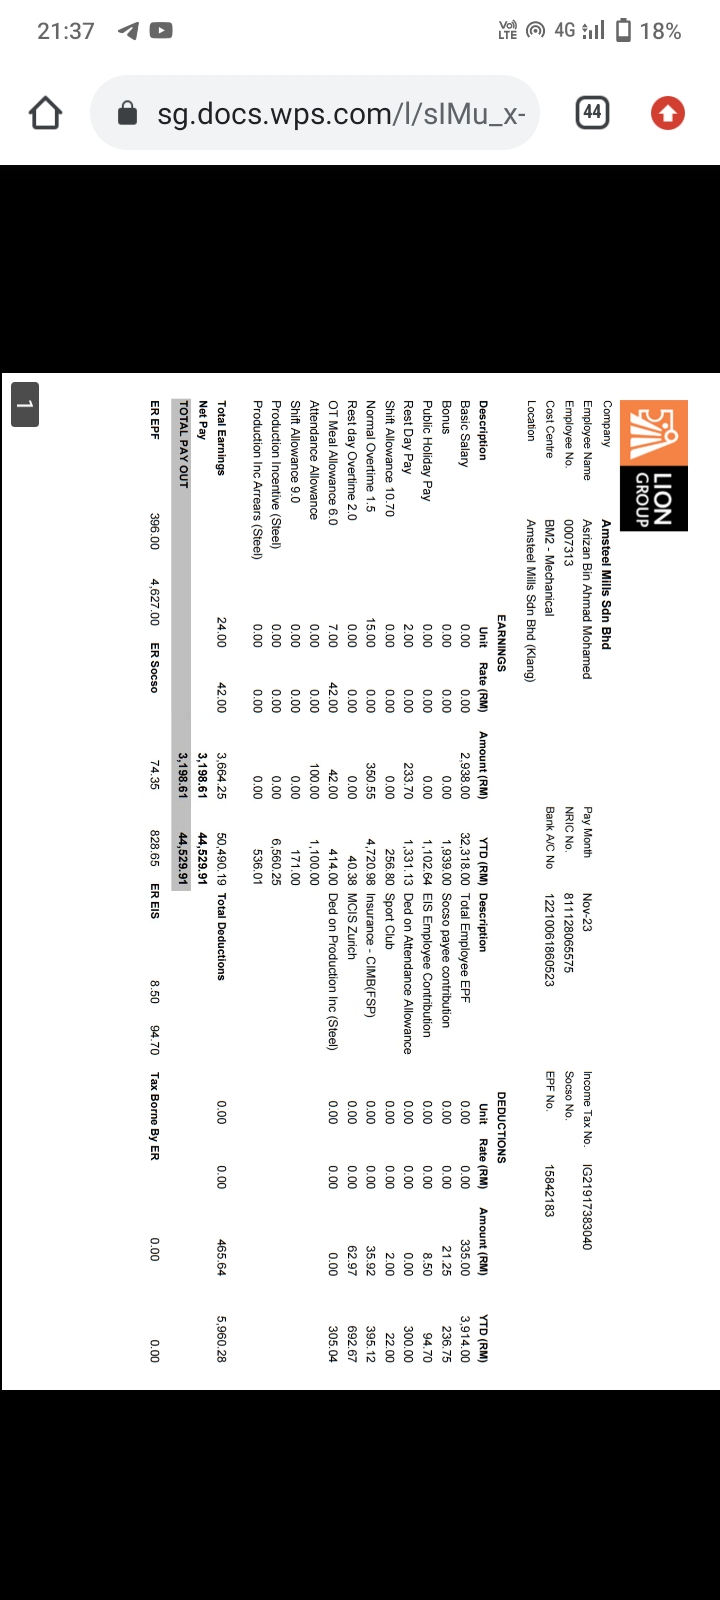 21:37
VoLTE 4G 18%
sg.docs.wps.com/l/sIMu_x-
44
LION
GROUP
Company Amsteel Mills Sdn Bhd
Employee Name Asrizan Bin Ahmad Mohamed Pay Month Nov-23 Income Tax No. IG21917383040
Employee No. 0007313 NRIC No. 811128065575 Socso No.
Cost Centre BM2 - Mechanical Bank A/C No 12210061860523 EPF No. 15842183
Location Amsteel Mills Sdn Bhd (Klang)
EARNINGS DEDUCTIONS
Description Unit Rate (RM) Amount (RM) YTD (RM) Description Unit Rate (RM) Amount (RM) YTD (RM)
Basic Salary 0.00 0.00 2,938.00 32,318.00 Total Employee EPF 0.00 0.00 335.00 3,914.00
Bonus 0.00 0.00 0.00 1,939.00 Socso payee contribution 0.00 0.00 21.25 236.75
Public Holiday Pay 0.00 0.00 0.00 1,102.64 EIS Employee Contribution 0.00 0.00 8.50 94.70
Rest Day Pay 2.00 0.00 233.70 1,331.13 Ded on Attendance Allowance 0.00 0.00 0.00 300.00
Shift Allowance 10.70 0.00 0.00 0.00 256.80 Sport Club 0.00 0.00 2.00 22.00
Normal Overtime 1.5 15.00 0.00 350.55 4,720.98 Insurance - CIMB(FSP) 0.00 0.00 35.92 395.12
Rest day Overtime 2.0 0.00 0.00 0.00 40.38 MCIS Zurich 0.00 0.00 62.97 692.67
OT Meal Allowance 6.0 7.00 42.00 42.00 414.00 Ded on Production Inc (Steel) 0.00 0.00 0.00 305.04
Attendance Allowance 0.00 0.00 100.00 1,100.00
Shift Allowance 9.0 0.00 0.00 0.00 171.00
Production Incentive (Steel) 0.00 0.00 0.00 6,560.25
Production Inc Arrears (Steel) 0.00 0.00 0.00 536.01
Total Earnings 24.00 42.00 3,664.25 50,490.19 Total Deductions 0.00 0.00 465.64 5,960.28
Net Pay 3,198.61 44,529.91
TOTAL PAY OUT 3,198.61 44,529.91
ER EPF 396.00 4,627.00 ER Socso 74.35 828.65 ER EIS 8.50 94.70 Tax Borne By ER 0.00 0.00
1